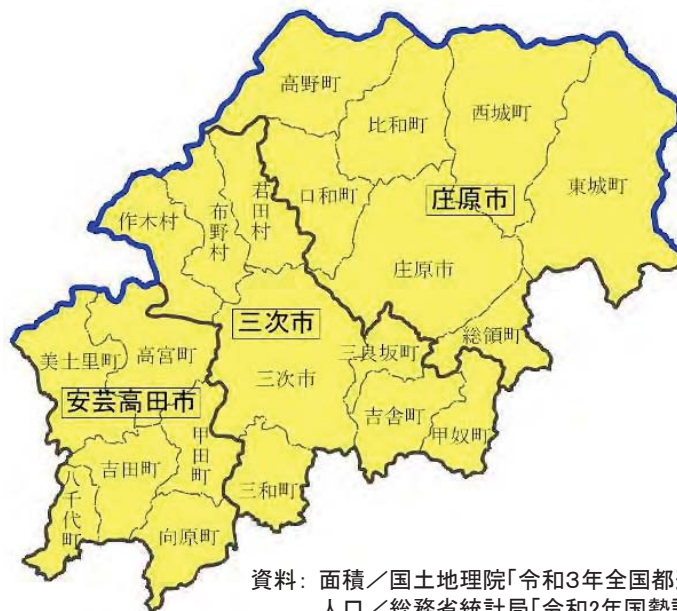 高野町
比和町
西城町
東城町
口和町
庄原市
君田村
布野村
作木村
庄原市
三次市
総領町
三良坂町
高宮町
美土里町
三次市
安芸高田市
吉舎町
甲奴町
甲田町
吉田町
三和町
八千代町
向原町
資料: 面積／国土地理院「令和3年全国都
人口／総務省統計局「令和2年国勢